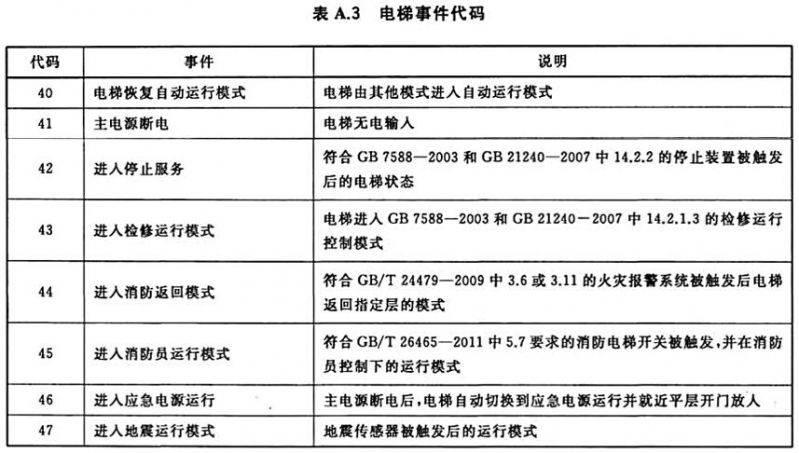 表 A.3 电梯事件代码
代码 事件 说明
40 电梯恢复自动运行模式 电梯由其他模式进入自动运行模式
41 主电源断电 电梯无电输入
42 进入停止服务 符合 GB 7588—2003 和 GB 21240—2007 中 14.2.2 的停止装置被触发
后的电梯状态
43 进入检修运行模式 电梯进入 GB 7588—2003 和 GB 21240—2007 中 14.2.1.3 的检修运行
控制模式
44 进入消防返回模式 符合 GB/T 24479—2009 中 3.6 或 3.11 的火灾报警系统被触发后电梯
返回指定层的模式
45 进入消防员运行模式 符合 GB/T 26465—2011 中 5.7 要求的消防电梯开关被触发,并在消防
员控制下的运行模式
46 进入应急电源运行 主电源断电后,电梯自动切换到应急电源运行并就近平层开门放人
47 进入地震运行模式 地震传感器被触发后的运行模式